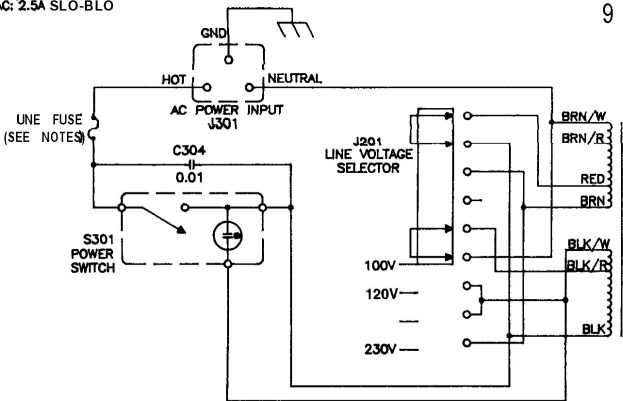 AC: 2.5A SLO-BLO
9
GND
HOT
NEUTRAL
AC POWER INPUT
J301
UNE FUSE
(SEE NOTES)
C304
0.01
J201
LINE VOLTAGE
SELECTOR
BRN/W
BRN/R
RED
BRN
S301
POWER
SWITCH
BLK/W
BLK/R
BLK
100V
120V
230V